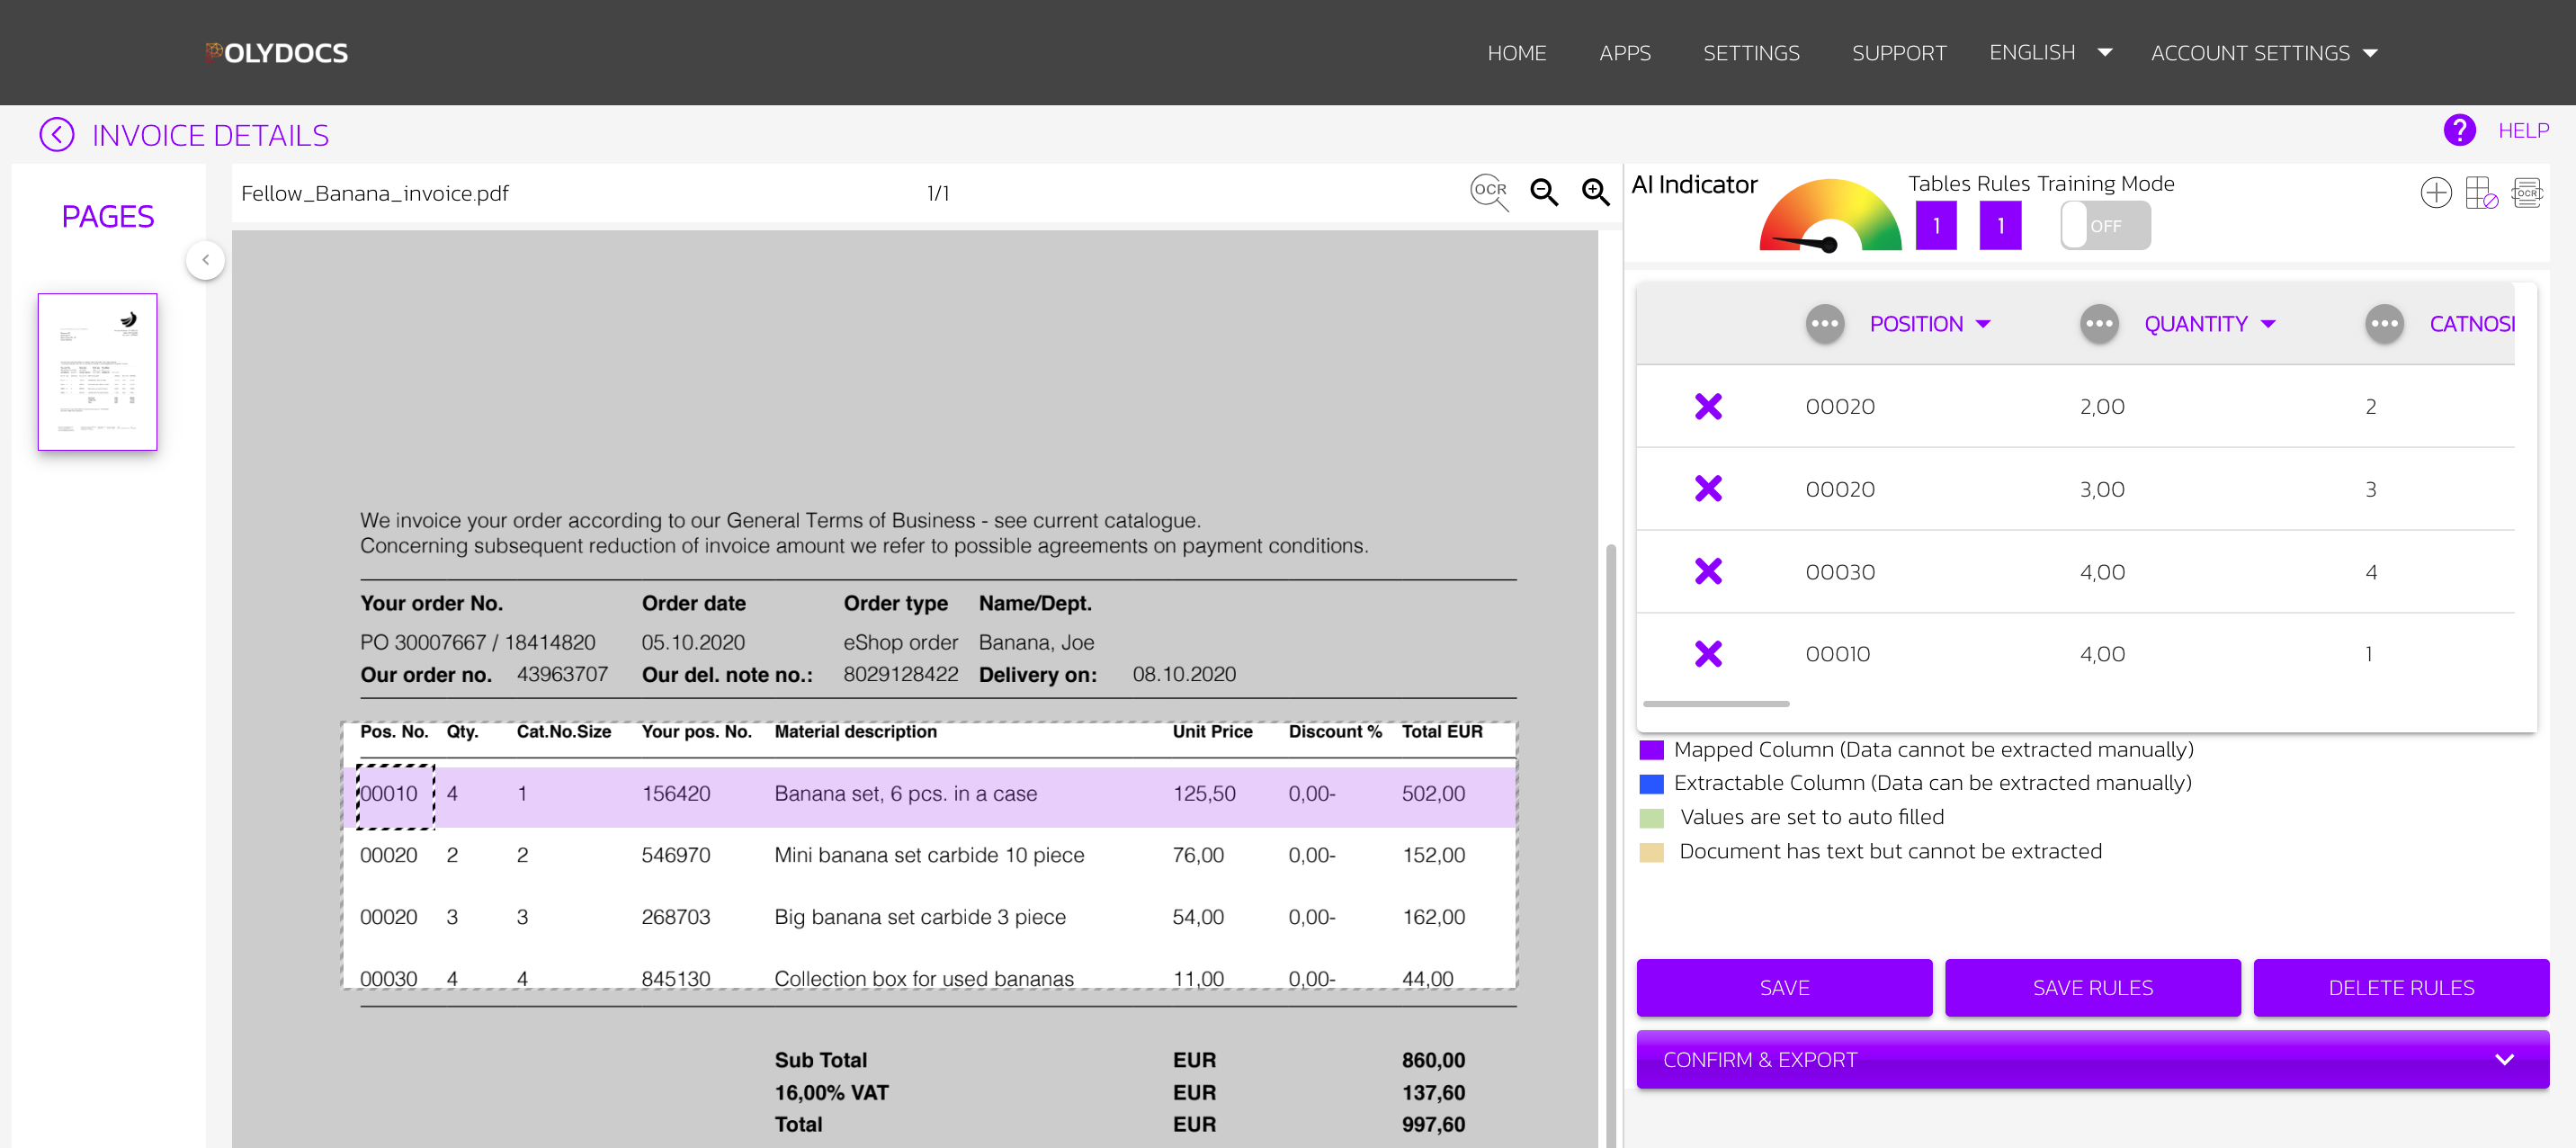 POLYDOCS
HOME APPS SETTINGS SUPPORT ENGLISH ACCOUNT SETTINGS
INVOICE DETAILS
? HELP
PAGES
Fellow_Banana_invoice.pdf 1/1
OCR
AI Indicator
Tables Rules Training Mode
1 1 OFF
OCR
We invoice your order according to our General Terms of Business - see current catalogue.
Concerning subsequent reduction of invoice amount we refer to possible agreements on payment conditions.
Your order No. Order date Order type Name/Dept.
PO 30007667 / 18414820 05.10.2020 eShop order Banana, Joe
Our order no. 43963707 Our del. note no.: 8029128422 Delivery on: 08.10.2020
Pos. No. Qty. Cat.No.Size Your pos. No. Material description Unit Price Discount % Total EUR
00010 4 1 156420 Banana set, 6 pcs. in a case 125,50 0,00- 502,00
00020 2 2 546970 Mini banana set carbide 10 piece 76,00 0,00- 152,00
00020 3 3 268703 Big banana set carbide 3 piece 54,00 0,00- 162,00
00030 4 4 845130 Collection box for used bananas 11,00 0,00- 44,00
Sub Total EUR 860,00
16,00% VAT EUR 137,60
Total EUR 997,60
POSITION QUANTITY CATNOSI
00020 2,00 2
00020 3,00 3
00030 4,00 4
00010 4,00 1
Mapped Column (Data cannot be extracted manually)
Extractable Column (Data can be extracted manually)
Values are set to auto filled
Document has text but cannot be extracted
SAVE SAVE RULES DELETE RULES
CONFIRM & EXPORT